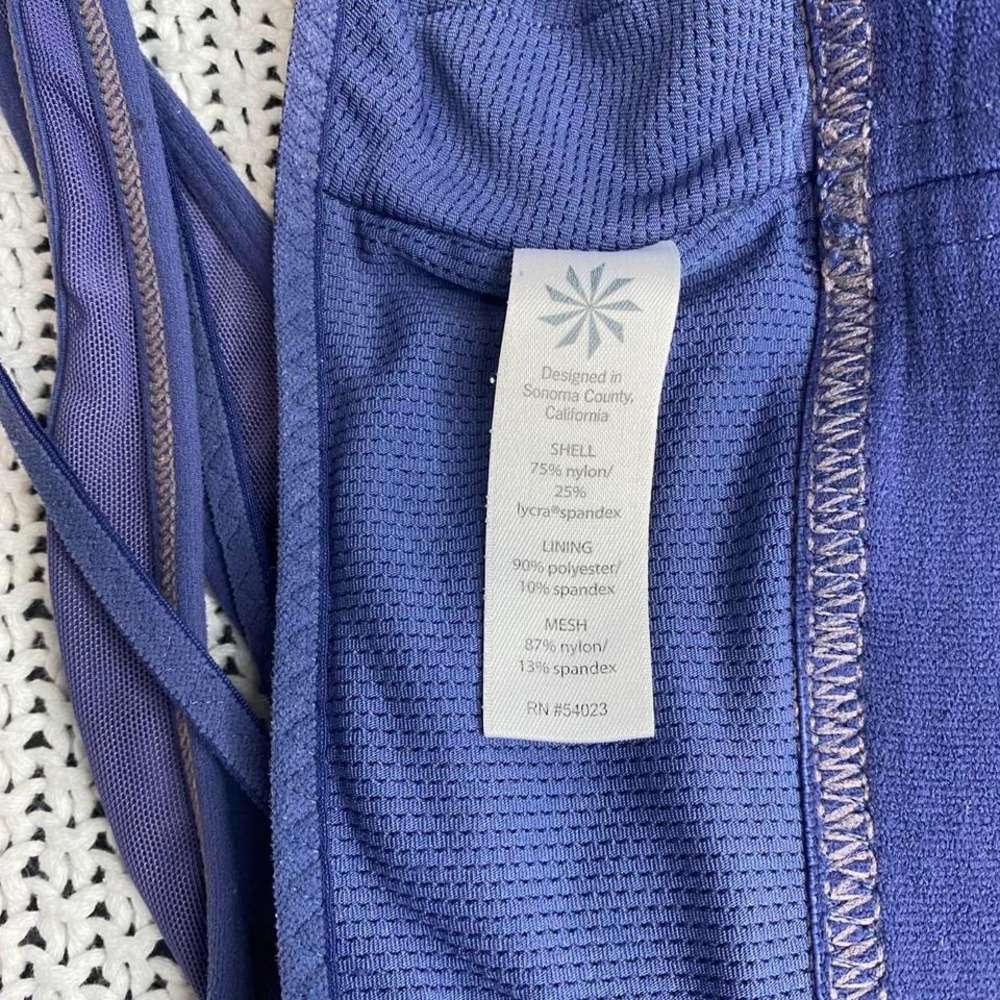 Designed in
Sonoma County,
California
SHELL
75% nylon/
25%
lycra®spandex
LINING
90% polyester/
10% spandex
MESH
87% nylon/
13% spandex
RN #54023